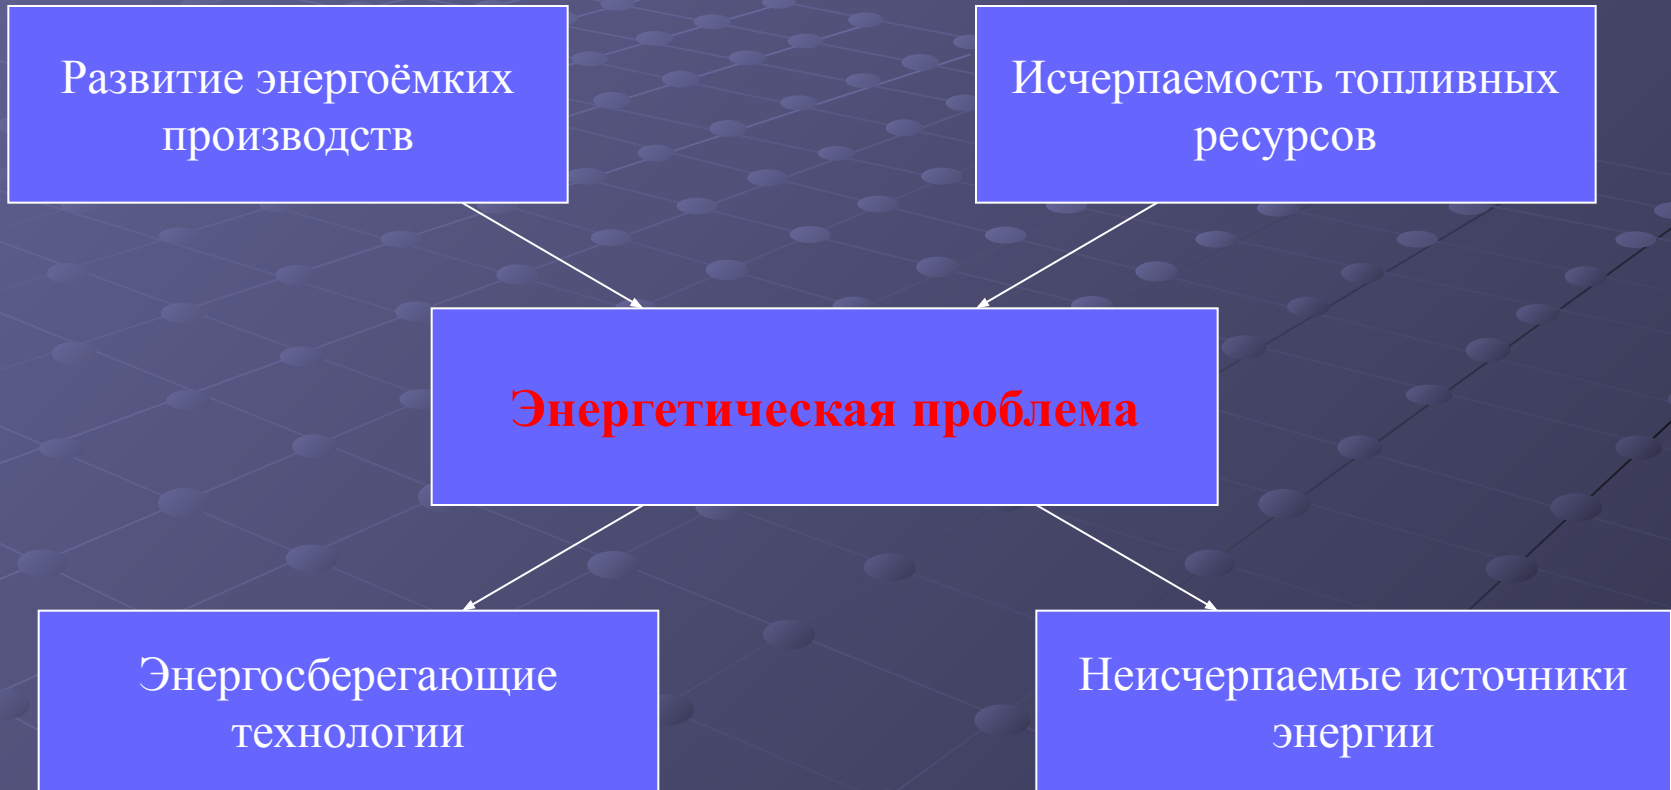 Развитие энергоёмких
производств
Исчерпаемость топливных
ресурсов
Энергетическая проблема
Энергосберегающие
технологии
Неисчерпаемые источники
энергии